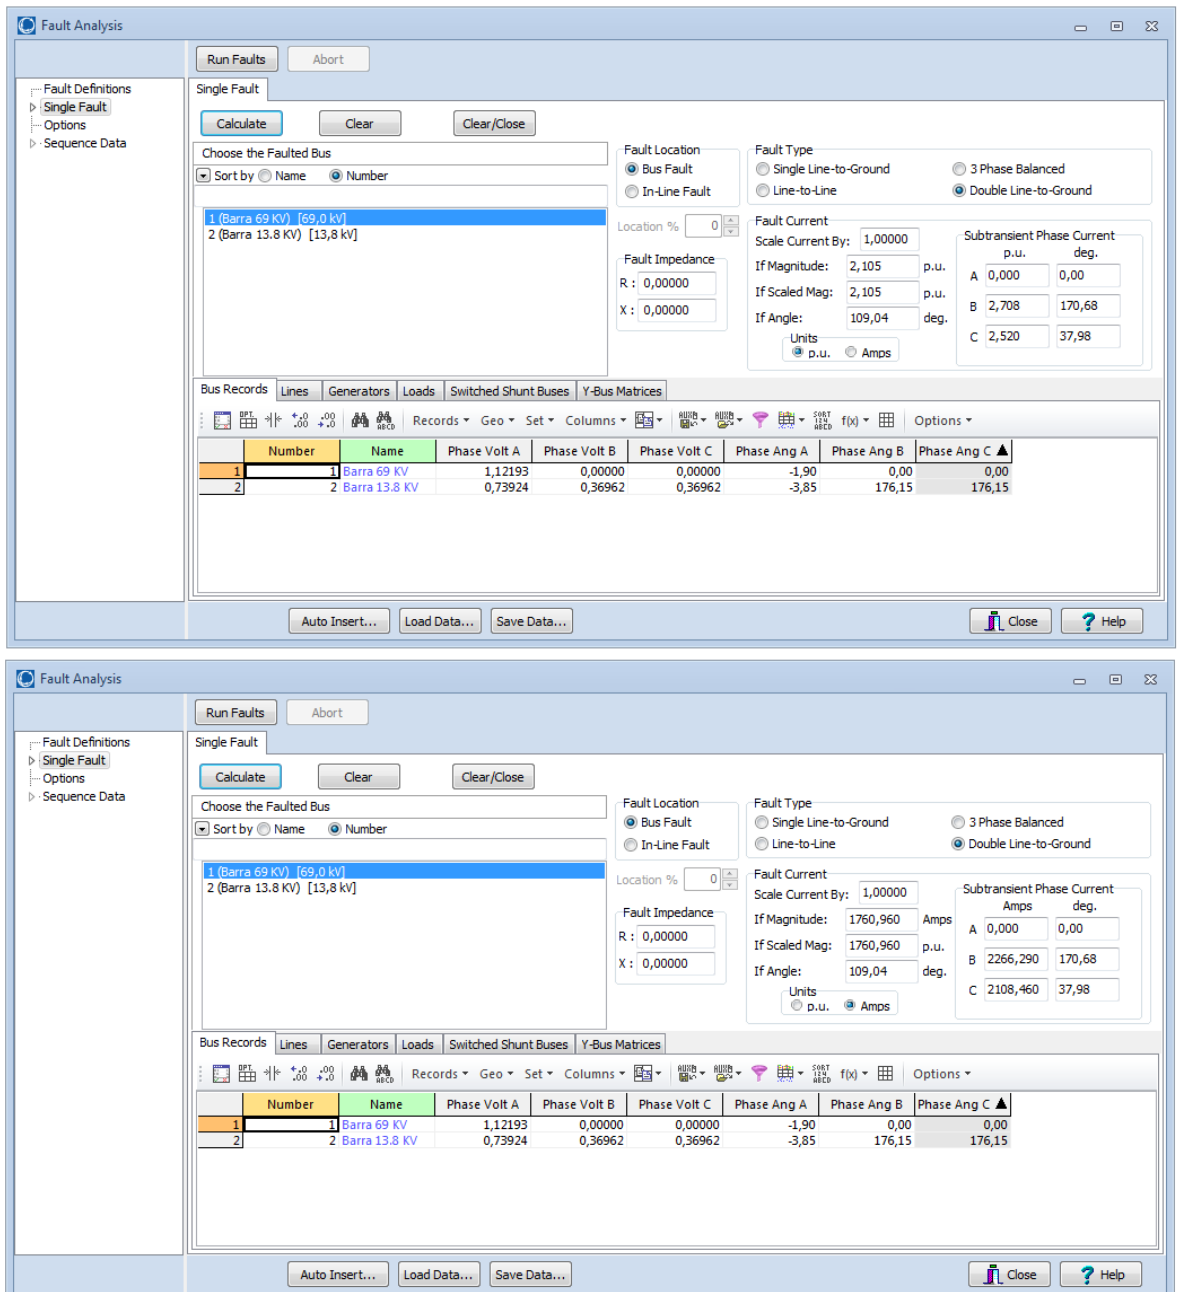 Fault Analysis
Run Faults Abort
Fault Definitions
Single Fault
Options
Sequence Data
Single Fault
Calculate Clear Clear/Close
Choose the Faulted Bus
Sort by Name Number
1 (Barra 69 KV) [69,0 kV]
2 (Barra 13.8 KV) [13,8 kV]
Fault Location
Bus Fault
In-Line Fault
Location % 0
Fault Impedance
R : 0,00000
X : 0,00000
Fault Type
Single Line-to-Ground 3 Phase Balanced
Line-to-Line Double Line-to-Ground
Fault Current
Scale Current By: 1,00000
If Magnitude: 2,105 p.u.
If Scaled Mag: 2,105 p.u.
If Angle: 109,04 deg.
Units
p.u. Amps
Subtransient Phase Current
p.u. deg.
A 0,000 0,00
B 2,708 170,68
C 2,520 37,98
Bus Records Lines Generators Loads Switched Shunt Buses Y-Bus Matrices
Records Geo Set Columns f(x) Options
Number Name Phase Volt A Phase Volt B Phase Volt C Phase Ang A Phase Ang B Phase Ang C
1 1 Barra 69 KV 1,12193 0,00000 0,00000 -1,90 0,00 0,00
2 2 Barra 13.8 KV 0,73924 0,36962 0,36962 -3,85 176,15 176,15
Auto Insert... Load Data... Save Data... Close Help
Fault Analysis
Run Faults Abort
Fault Definitions
Single Fault
Options
Sequence Data
Single Fault
Calculate Clear Clear/Close
Choose the Faulted Bus
Sort by Name Number
1 (Barra 69 KV) [69,0 kV]
2 (Barra 13.8 KV) [13,8 kV]
Fault Location
Bus Fault
In-Line Fault
Location % 0
Fault Impedance
R : 0,00000
X : 0,00000
Fault Type
Single Line-to-Ground 3 Phase Balanced
Line-to-Line Double Line-to-Ground
Fault Current
Scale Current By: 1,00000
If Magnitude: 1760,960 Amps
If Scaled Mag: 1760,960 p.u.
If Angle: 109,04 deg.
Units
p.u. Amps
Subtransient Phase Current
Amps deg.
A 0,000 0,00
B 2266,290 170,68
C 2108,460 37,98
Bus Records Lines Generators Loads Switched Shunt Buses Y-Bus Matrices
Records Geo Set Columns f(x) Options
Number Name Phase Volt A Phase Volt B Phase Volt C Phase Ang A Phase Ang B Phase Ang C
1 1 Barra 69 KV 1,12193 0,00000 0,00000 -1,90 0,00 0,00
2 2 Barra 13.8 KV 0,73924 0,36962 0,36962 -3,85 176,15 176,15
Auto Insert... Load Data... Save Data... Close Help